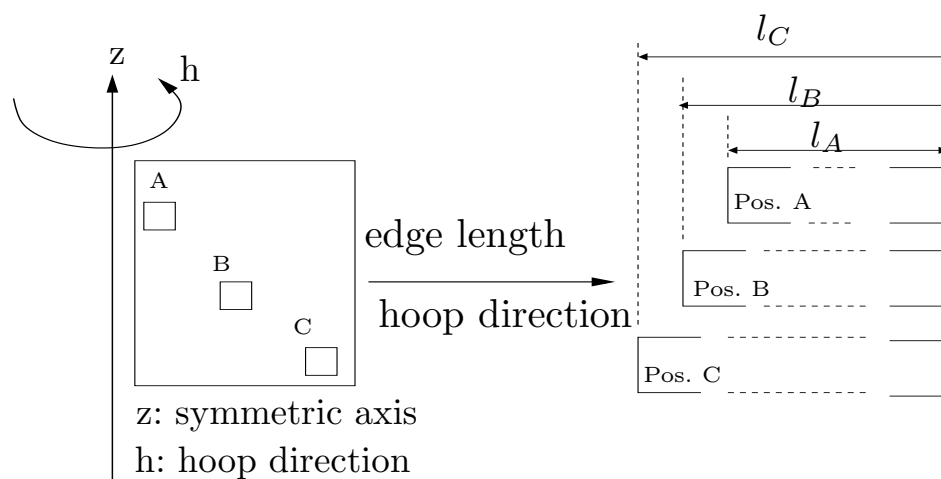 z
h
A
B
C
z: symmetric axis
h: hoop direction
edge length
hoop direction
l_C
l_B
l_A
Pos. A
Pos. B
Pos. C